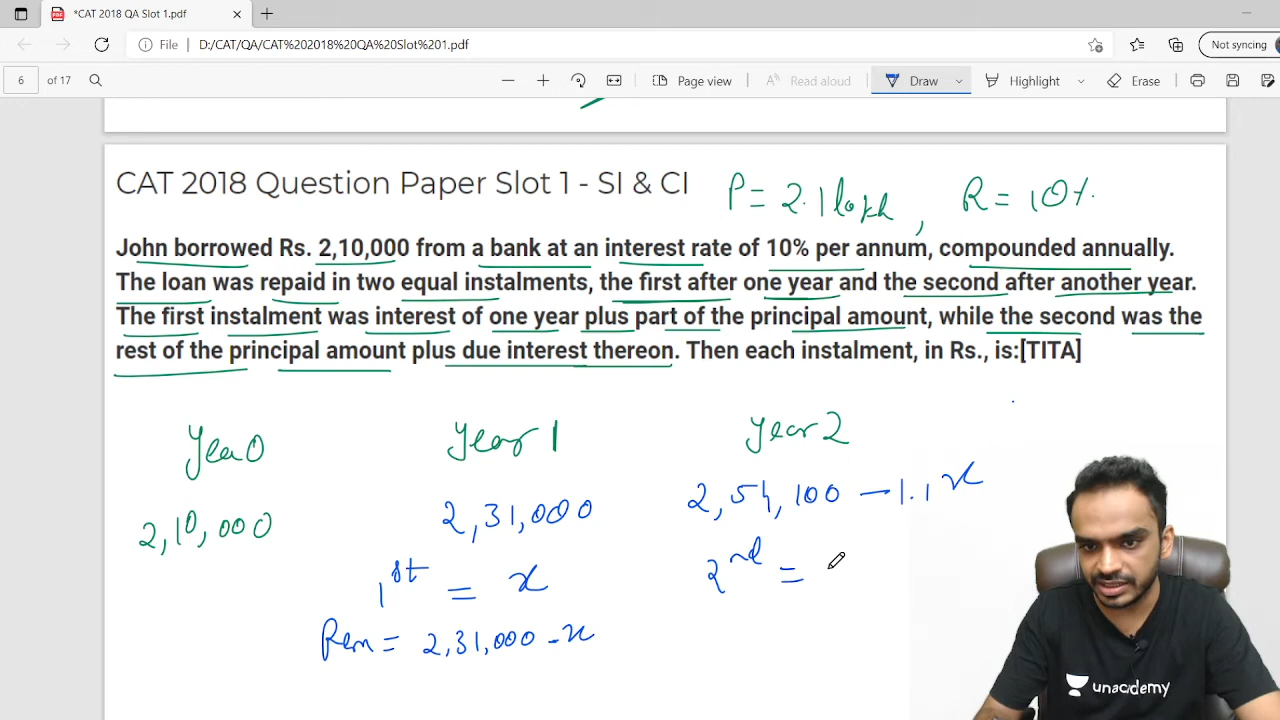 *CAT 2018 QA Slot 1.pdf
File
D:/CAT/QA/CAT%202018%20QA%20Slot%201.pdf
Not syncing
6 of 17
Page view
Read aloud
Draw
Highlight
Erase
CAT 2018 Question Paper Slot 1 - SI & CI
P = 2.1 lakh, R = 10%.
John borrowed Rs. 2,10,000 from a bank at an interest rate of 10% per annum, compounded annually.
The loan was repaid in two equal instalments, the first after one year and the second after another year.
The first instalment was interest of one year plus part of the principal amount, while the second was the
rest of the principal amount plus due interest thereon. Then each instalment, in Rs., is:[TITA]
Year 0 Year 1 Year 2
2,10,000 2,31,000 2,54,100 - 1.1x
1st = x 2nd =
Rem = 2,31,000 - x
unacademy